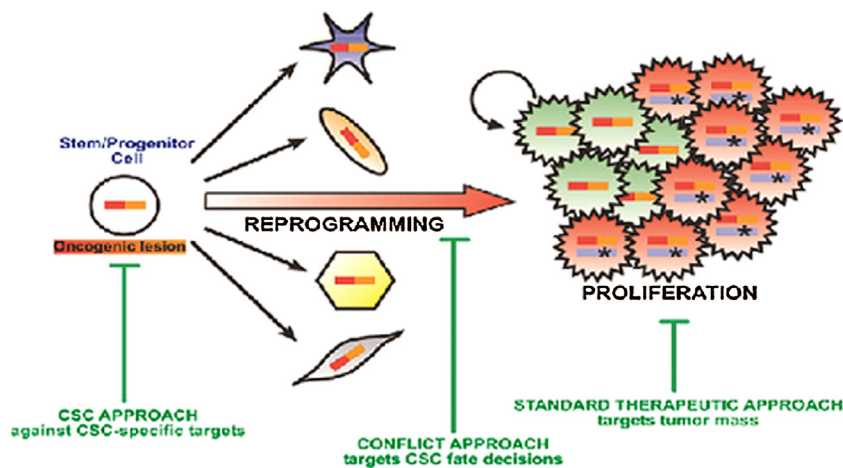 Stem/Progenitor
Cell
Oncogenic lesion
REPROGRAMMING
*
*
*
*
*
*
*
*
*
PROLIFERATION
CSC APPROACH
against CSC-specific targets
CONFLICT APPROACH
targets CSC fate decisions
STANDARD THERAPEUTIC APPROACH
targets tumor mass